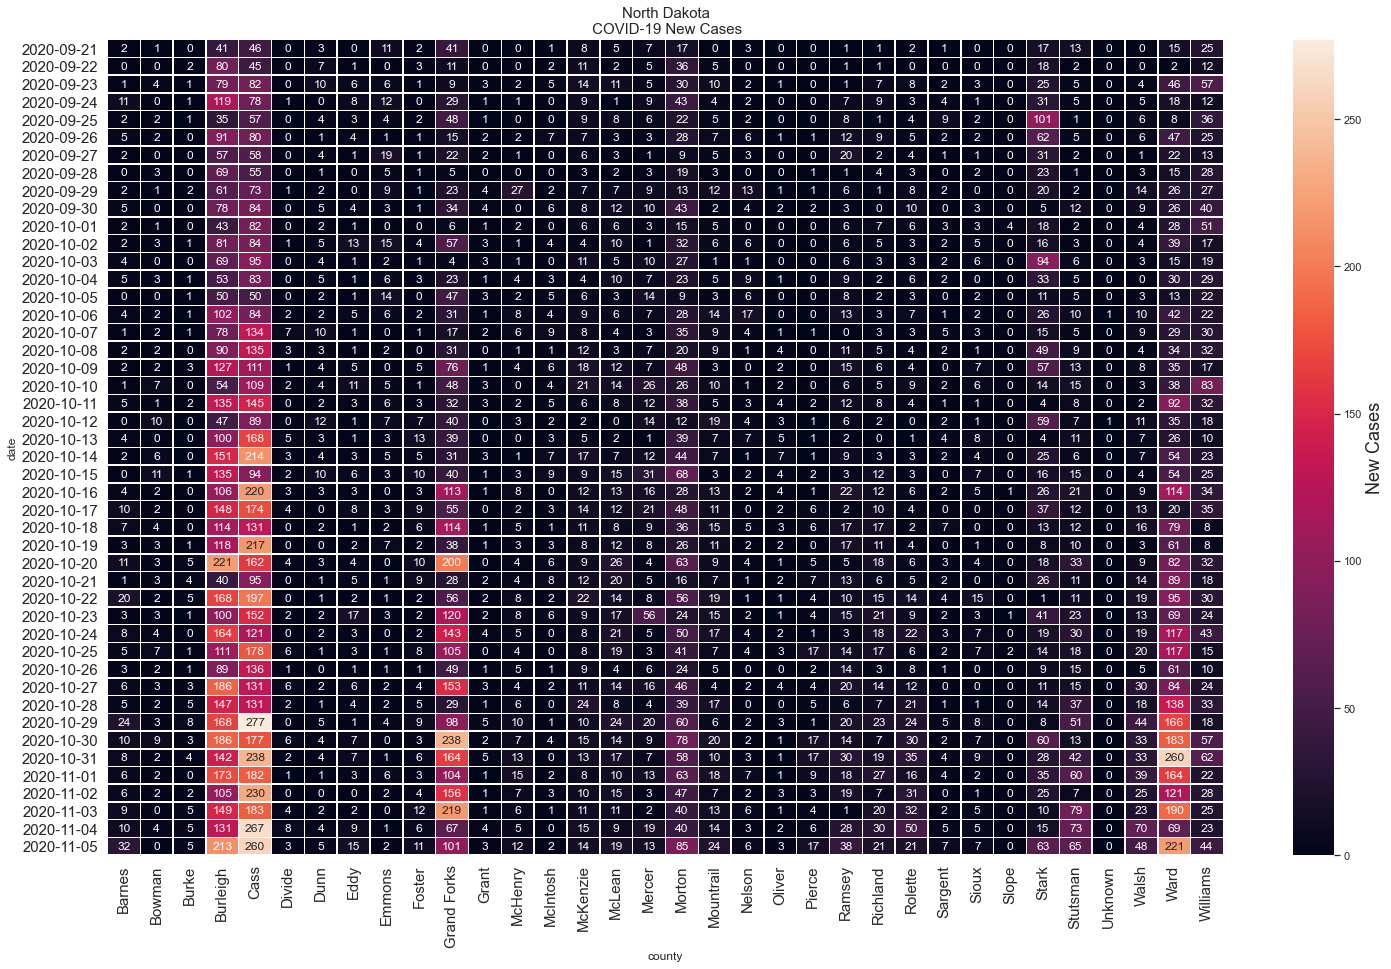 North Dakota
COVID-19 New Cases
2020-09-21 2 1 0 41 46 0 3 0 11 2 41 0 0 1 8 5 7 17 0 3 0 0 1 1 2 1 0 0 17 13 0 0 15 25
2020-09-22 0 0 2 80 45 0 7 1 0 3 11 0 0 2 11 2 5 36 5 0 0 0 1 1 0 0 0 0 18 2 0 0 2 12
2020-09-23 1 4 1 79 82 0 10 6 6 1 9 3 2 5 14 11 5 30 10 2 1 0 1 7 8 2 3 0 25 5 0 4 46 57
2020-09-24 11 0 1 119 78 1 0 8 12 0 29 1 1 0 9 1 9 43 4 2 0 0 7 9 3 4 1 0 31 5 0 5 18 12
2020-09-25 2 2 1 35 57 0 4 3 4 2 48 1 0 0 9 8 6 22 5 2 0 0 8 1 4 9 2 0 101 1 0 6 8 36
2020-09-26 5 2 0 91 80 0 1 4 1 1 15 2 2 7 7 3 3 28 7 6 1 1 12 9 5 2 2 0 62 5 0 6 47 25
2020-09-27 2 0 0 57 58 0 4 1 19 1 22 2 1 0 6 3 1 9 5 3 0 0 20 2 4 1 1 0 31 2 0 1 22 13
2020-09-28 0 3 0 69 55 0 1 0 5 1 5 0 0 0 3 2 3 19 3 0 0 1 1 4 3 0 2 0 23 1 0 3 15 28
2020-09-29 2 1 2 61 73 1 2 0 9 1 23 4 27 2 7 7 9 13 12 13 1 1 6 1 8 2 0 0 20 2 0 14 26 27
2020-09-30 5 0 0 78 84 0 5 4 3 1 34 4 0 6 8 12 10 43 2 4 2 2 3 0 10 0 3 0 5 12 0 9 26 40
2020-10-01 2 1 0 43 82 0 2 1 0 0 6 1 2 0 6 6 3 15 5 0 0 0 6 7 6 3 3 4 18 2 0 4 28 51
2020-10-02 2 3 1 81 84 1 5 13 15 4 57 3 1 4 4 10 1 32 6 6 0 0 6 5 3 2 5 0 16 3 0 4 39 17
2020-10-03 4 0 0 69 95 0 4 1 2 1 4 3 1 0 11 5 10 27 1 1 0 0 6 3 3 2 6 0 94 6 0 3 15 19
2020-10-04 5 3 1 53 83 0 5 1 6 3 23 1 4 3 4 10 7 23 5 9 1 0 9 2 6 2 0 0 33 5 0 0 30 29
2020-10-05 0 0 1 50 50 0 2 1 14 0 47 3 2 5 6 3 14 9 3 6 0 0 8 2 3 0 2 0 11 5 0 3 13 22
2020-10-06 4 2 1 102 84 2 2 5 6 2 31 1 8 4 9 6 7 28 14 17 0 0 13 3 7 1 2 0 26 10 1 10 42 22
2020-10-07 1 2 1 78 134 7 10 1 0 1 17 2 6 9 8 4 3 35 9 4 1 1 0 3 3 5 3 0 15 5 0 9 29 30
2020-10-08 2 2 0 90 135 3 3 1 2 0 31 0 1 1 12 3 7 20 9 1 4 0 11 5 4 2 1 0 49 9 0 4 34 32
2020-10-09 2 2 3 127 111 1 4 5 0 5 76 1 4 6 18 12 7 48 3 0 2 0 15 6 4 0 7 0 57 13 0 8 35 17
2020-10-10 1 7 0 54 109 2 4 11 5 1 48 3 0 4 21 14 26 26 10 1 2 0 6 5 9 2 6 0 14 15 0 3 38 83
2020-10-11 5 1 2 135 145 0 2 3 6 3 32 3 2 5 6 8 12 38 5 3 4 2 12 8 4 1 1 0 4 8 0 2 92 32
2020-10-12 0 10 0 47 89 0 12 1 7 7 40 0 3 2 2 0 14 12 19 4 3 1 6 2 0 2 1 0 59 7 1 11 35 18
2020-10-13 4 0 0 100 168 5 3 1 3 13 39 0 0 3 5 2 1 39 7 7 5 1 2 0 1 4 8 0 4 11 0 7 26 10
2020-10-14 2 6 0 151 214 3 4 3 5 5 31 3 1 7 17 7 12 44 7 1 7 1 9 3 3 2 4 0 25 6 0 7 54 23
2020-10-15 0 11 1 135 94 2 10 6 3 10 40 1 3 9 9 15 31 68 3 2 4 2 3 12 3 0 7 0 16 15 0 4 54 25
2020-10-16 4 2 0 106 220 3 3 3 0 3 113 1 8 0 12 13 16 28 13 2 4 1 22 12 6 2 5 1 26 21 0 9 114 34
2020-10-17 10 2 0 148 174 4 0 8 3 9 55 0 2 3 14 12 21 48 11 0 2 6 2 10 4 0 0 0 37 12 0 13 20 35
2020-10-18 7 4 0 114 131 0 2 1 2 6 114 1 5 1 11 8 9 36 15 5 3 6 17 17 2 7 0 0 13 12 0 16 79 8
2020-10-19 3 3 1 118 217 0 0 2 7 2 38 1 3 3 8 12 8 26 11 2 2 0 17 11 4 0 1 0 8 10 0 3 61 8
2020-10-20 11 3 5 221 162 4 3 4 0 10 200 0 4 6 9 26 4 63 9 4 1 5 5 18 6 3 4 0 18 33 0 9 82 32
2020-10-21 1 3 4 40 95 0 1 5 1 9 28 2 4 8 12 20 5 16 7 1 2 7 13 6 5 2 0 0 26 11 0 14 89 18
2020-10-22 20 2 5 168 197 0 1 2 1 2 56 2 8 2 22 14 8 56 19 1 1 4 10 15 14 4 15 0 1 11 0 19 95 30
2020-10-23 3 3 1 100 152 2 2 17 3 2 120 2 8 6 9 17 56 24 15 2 1 4 15 21 9 2 3 1 41 23 0 13 69 24
2020-10-24 8 4 0 164 121 0 2 3 0 2 143 4 5 0 8 21 5 50 17 4 2 1 3 18 22 3 7 0 19 30 0 19 117 43
2020-10-25 5 7 1 111 178 6 1 3 1 8 105 0 4 0 8 19 3 41 7 4 3 17 14 17 6 2 7 2 14 18 0 20 117 15
2020-10-26 3 2 1 89 136 1 0 1 1 1 49 1 5 1 9 4 6 24 5 0 0 2 14 3 8 1 0 0 9 15 0 5 61 10
2020-10-27 6 3 3 186 131 6 2 6 2 4 153 3 4 2 11 14 16 46 4 2 4 4 20 14 12 0 0 0 11 15 0 30 84 24
2020-10-28 5 2 5 147 131 2 1 4 2 5 29 1 6 0 24 8 4 39 17 0 0 5 6 7 21 1 1 0 14 37 0 18 138 33
2020-10-29 24 3 8 168 277 0 5 1 4 9 98 5 10 1 10 24 20 60 6 2 3 1 20 23 24 5 8 0 8 51 0 44 166 18
2020-10-30 10 9 3 186 177 6 4 7 0 3 238 2 7 4 15 14 9 78 20 2 1 17 14 7 30 2 5 0 60 13 0 33 183 57
2020-10-31 8 2 4 142 238 2 4 7 1 6 164 5 13 0 13 17 7 58 10 3 1 17 30 19 35 4 9 0 28 42 0 33 260 62
2020-11-01 6 2 0 173 182 1 1 3 6 3 104 1 15 2 8 10 13 63 18 7 1 9 18 27 16 4 2 0 35 60 0 39 164 22
2020-11-02 6 2 2 105 230 0 0 0 2 4 156 1 7 3 10 15 3 47 7 2 3 3 19 7 31 0 1 0 25 7 0 25 121 28
2020-11-03 9 0 5 149 183 4 2 2 0 12 219 1 6 1 11 11 2 40 13 6 1 4 1 20 32 2 5 0 10 79 0 23 190 25
2020-11-04 10 4 5 131 267 8 4 9 1 6 67 4 5 0 15 9 19 40 14 3 2 6 28 30 50 5 5 0 15 73 0 70 69 23
2020-11-05 32 0 5 213 260 3 5 15 2 11 101 3 12 2 14 19 13 85 24 6 3 17 38 21 21 7 7 0 63 65 0 48 221 44
Barnes Bowman Burke Burleigh Cass Divide Dunn Eddy Emmons Foster Grand Forks Grant McHenry McIntosh McKenzie McLean Mercer Morton Mountrail Nelson Oliver Pierce Ramsey Richland Rolette Sargent Sioux Slope Stark Stutsman Unknown Walsh Ward Williams
county
date
250
200
150
100
50
0
New Cases